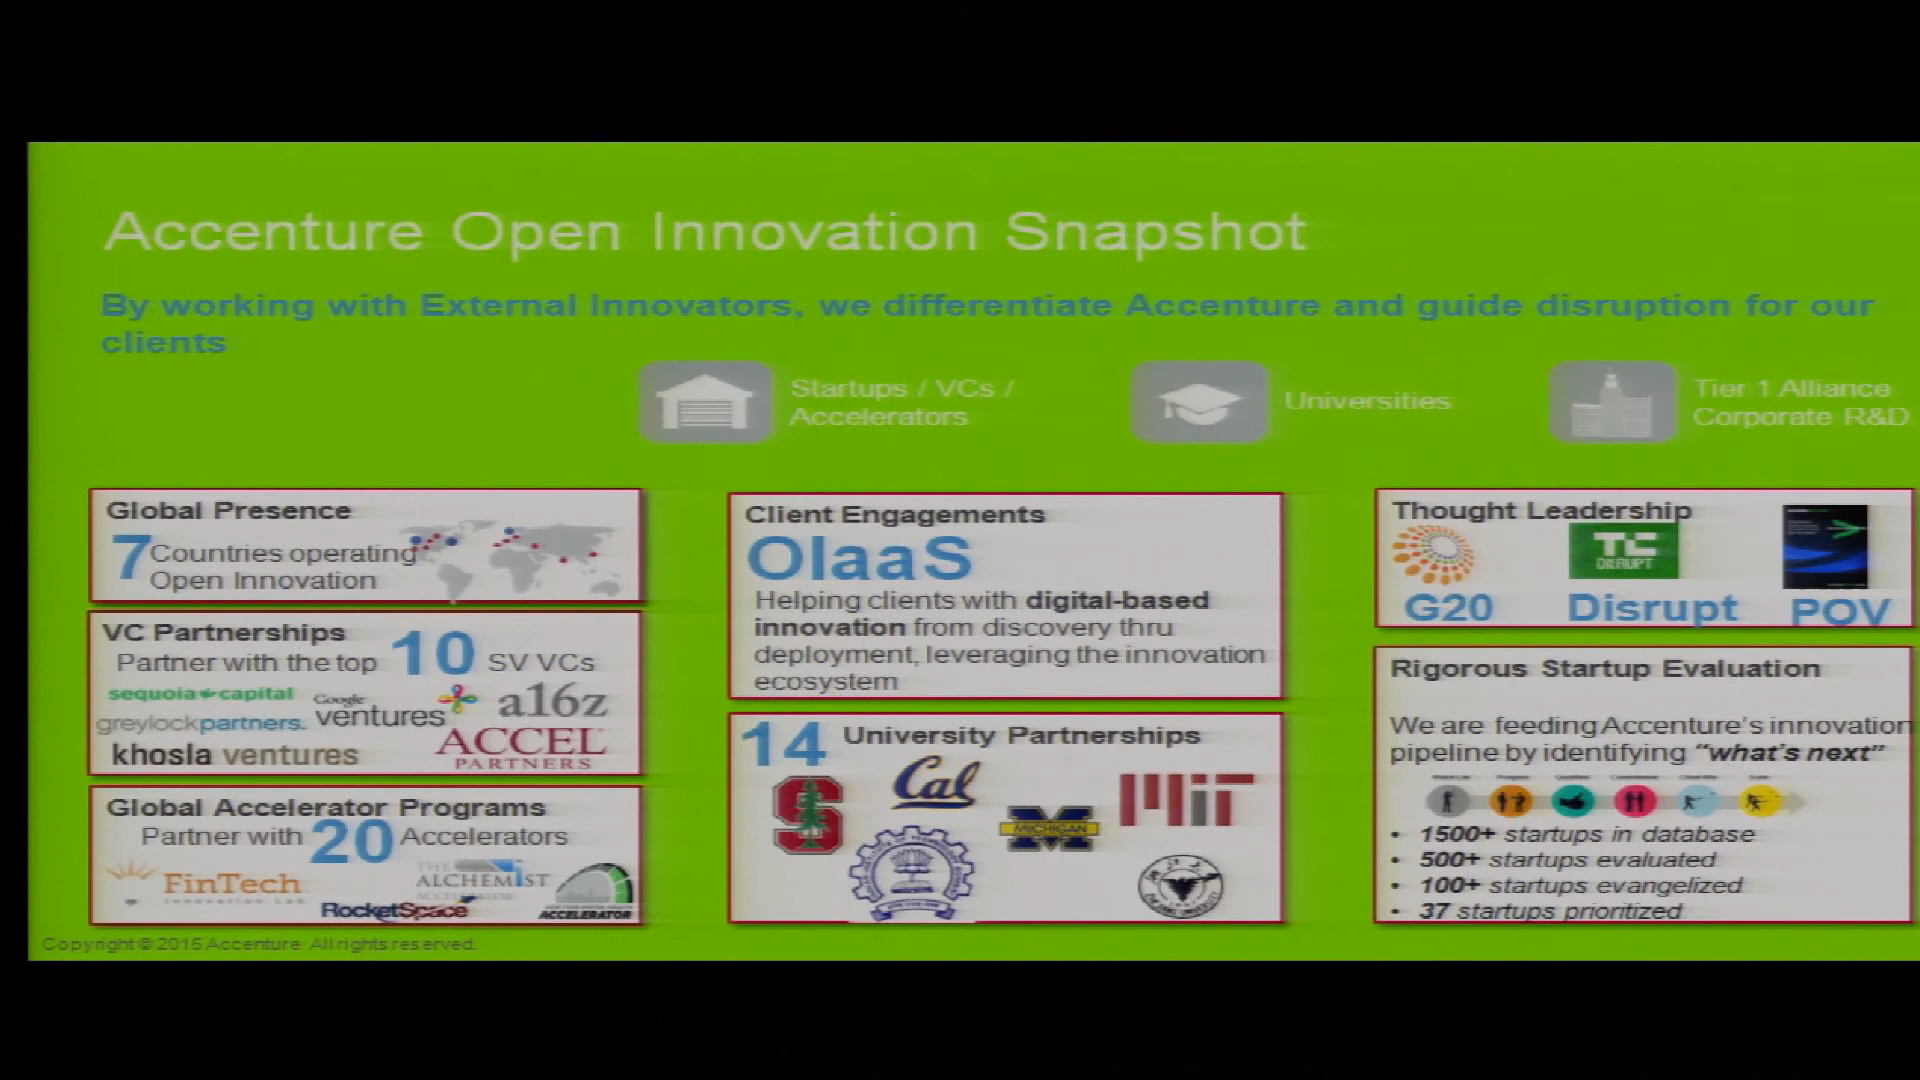 Accenture Open Innovation Snapshot
By working with External Innovators, we differentiate Accenture and guide disruption for our
clients
Startups / VCs /
Accelerators
Universities
Tier 1 Alliance
Corporate R&D
Global Presence
7 Countries operating
Open Innovation
VC Partnerships
Partner with the top 10 SV VCs
sequoia capital
Google
ventures
a16z
greylockpartners.
khosla ventures
ACCEL
PARTNERS
Global Accelerator Programs
Partner with 20 Accelerators
FinTech
Innovation Lab
THE
ALCHEMIST
ACCELERATOR
RocketSpace
ACCELERATOR
Client Engagements
OIaaS
Helping clients with digital-based
innovation from discovery thru
deployment, leveraging the innovation
ecosystem
14 University Partnerships
S
Cal
MIT
M
MICHIGAN
Thought Leadership
TC
DISRUPT
G20
Disrupt
POV
Rigorous Startup Evaluation
We are feeding Accenture's innovation
pipeline by identifying "what's next"
• 1500+ startups in database
• 500+ startups evaluated
• 100+ startups evangelized
• 37 startups prioritized
Copyright © 2015 Accenture All rights reserved.